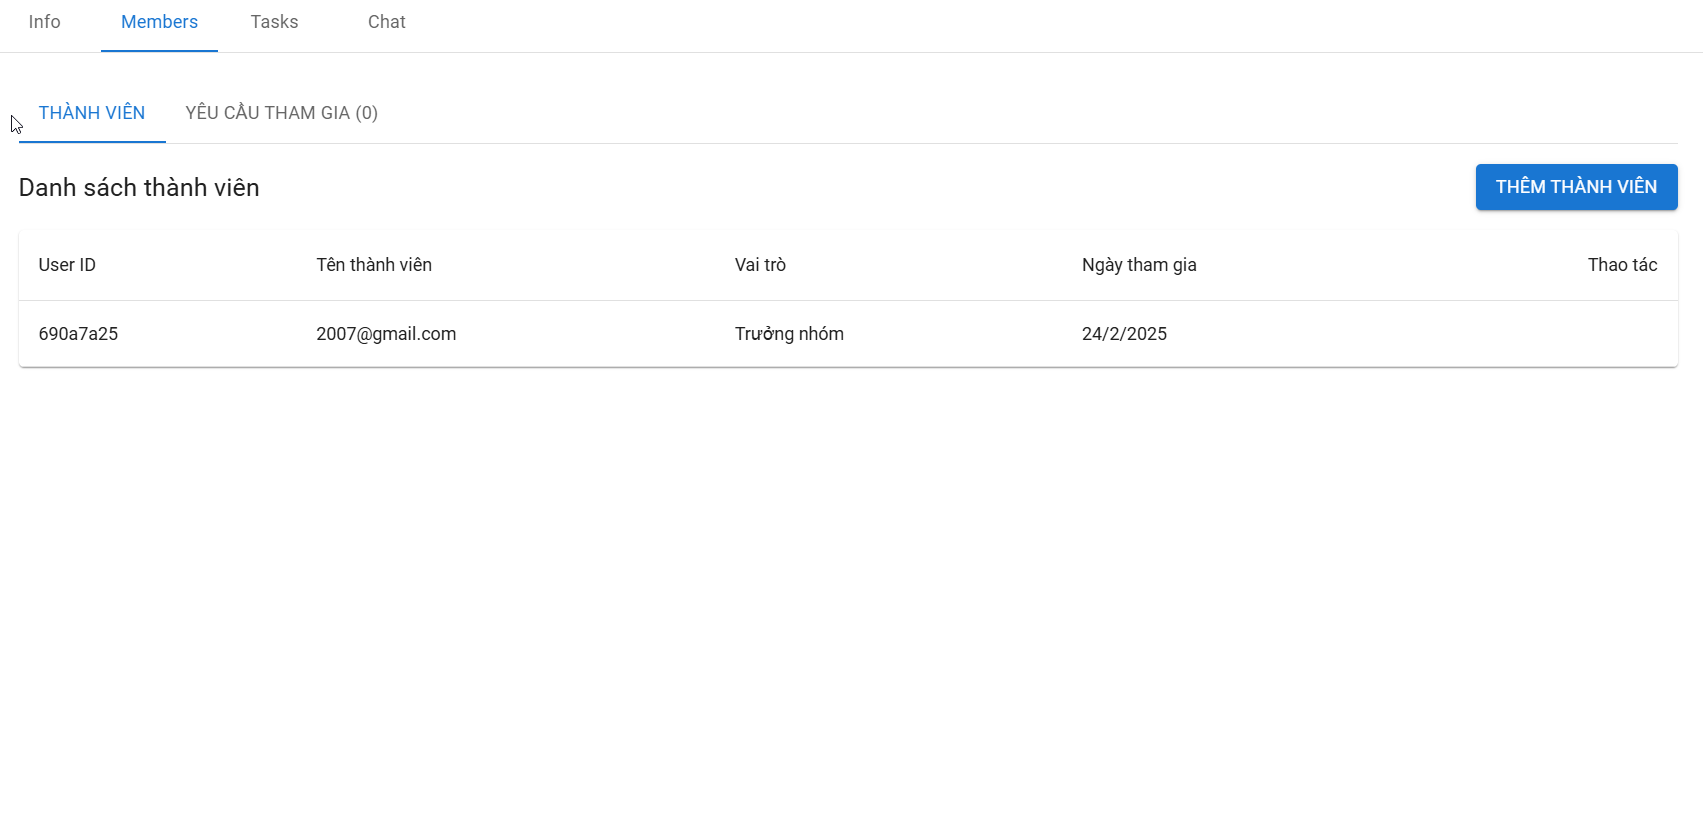 Info Members Tasks Chat
THÀNH VIÊN YÊU CẦU THAM GIA (0)
Danh sách thành viên THÊM THÀNH VIÊN
User ID Tên thành viên Vai trò Ngày tham gia Thao tác
690a7a25 2007@gmail.com Trưởng nhóm 24/2/2025